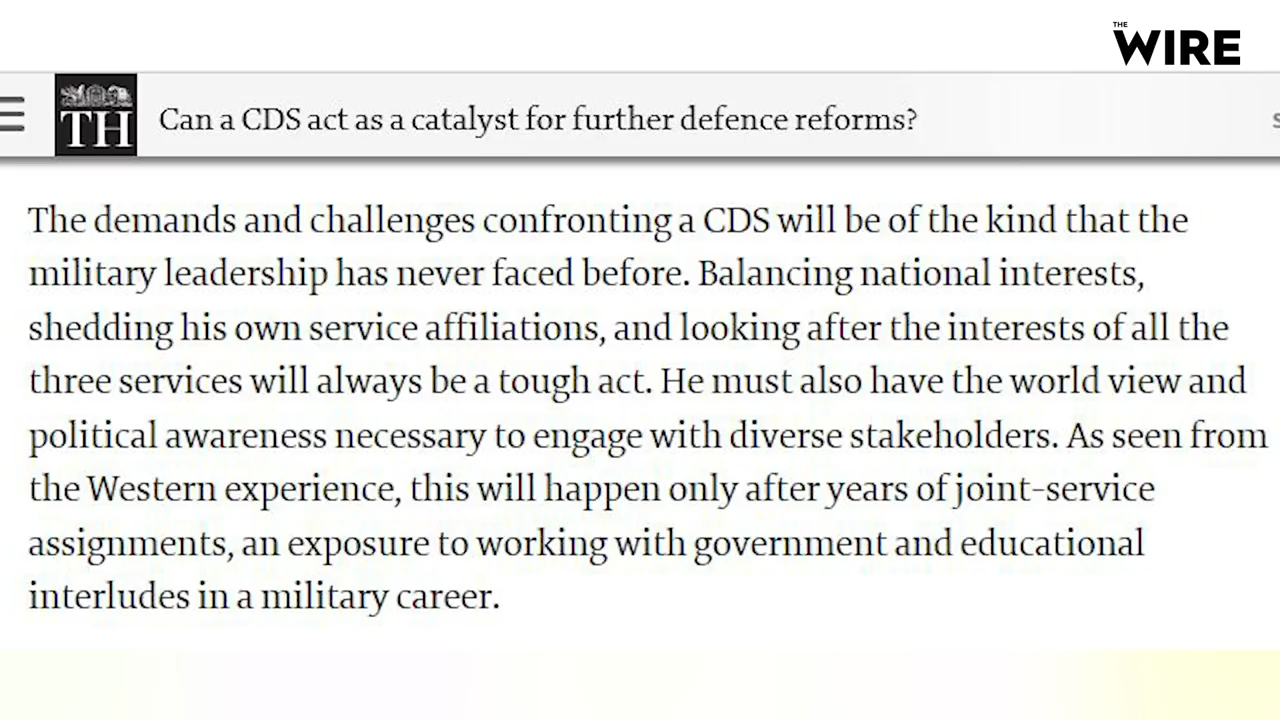 THE
WIRE
TH
Can a CDS act as a catalyst for further defence reforms?
The demands and challenges confronting a CDS will be of the kind that the
military leadership has never faced before. Balancing national interests,
shedding his own service affiliations, and looking after the interests of all the
three services will always be a tough act. He must also have the world view and
political awareness necessary to engage with diverse stakeholders. As seen from
the Western experience, this will happen only after years of joint-service
assignments, an exposure to working with government and educational
interludes in a military career.